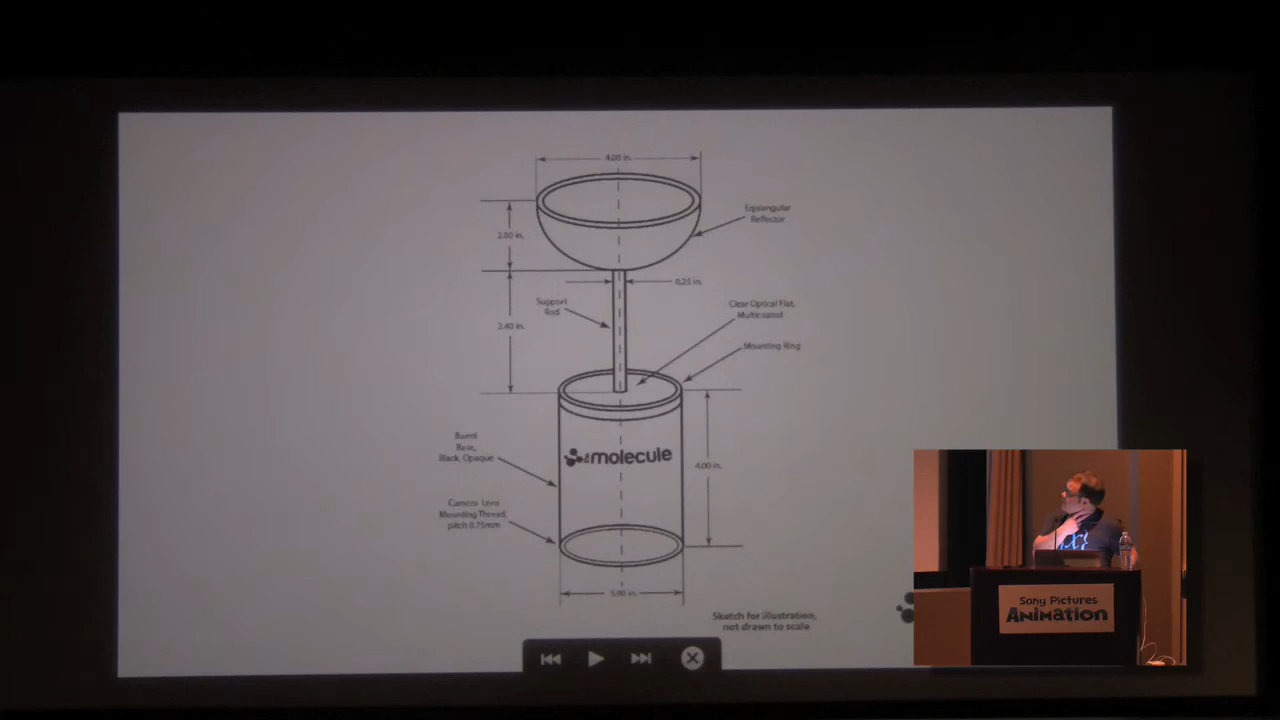 4.00 in.
Equiangular
Reflector
2.00 in.
0.25 in.
Support
Rod
Clear Optical Flat,
Multicoated
2.40 in.
Mounting Ring
Barrel
Base,
Black, Opaque
the molecule
4.00 in.
Camera Lens
Mounting Thread,
pitch 0.75mm
3.00 in.
Sketch for illustration,
not drawn to scale
Sony Pictures
Animation